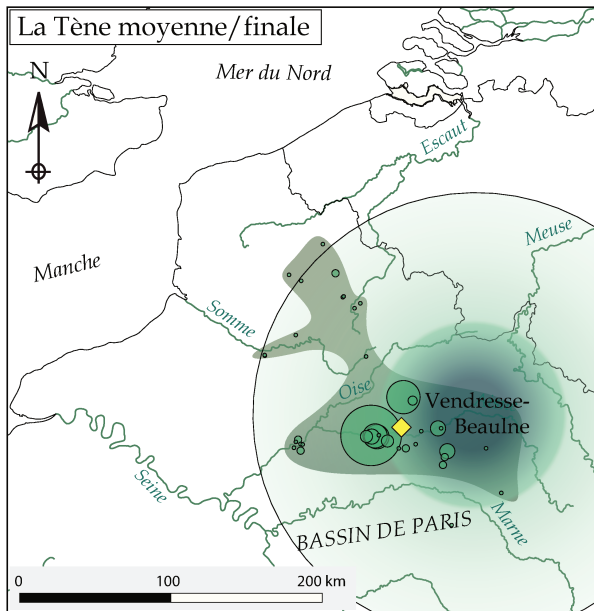 La Tène moyenne/finale
N
Mer du Nord
Escaut
Meuse
Manche
Somme
Oise
Vendresse-
Beaulne
Seine
Marne
BASSIN DE PARIS
0 100 200 km